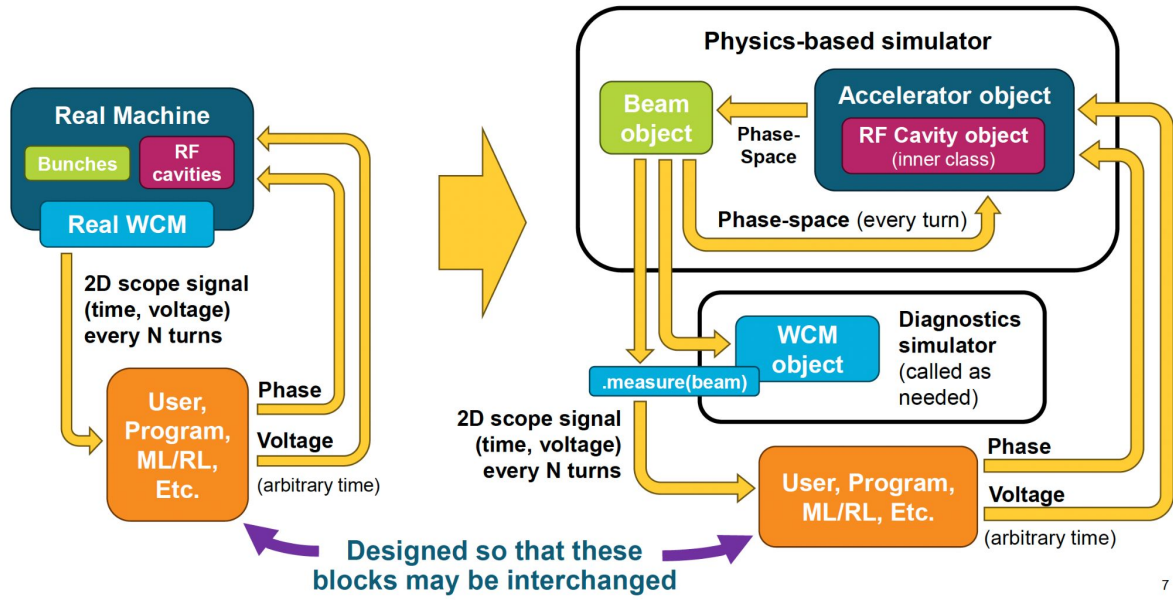 Real Machine
Bunches
RF
cavities
Real WCM
2D scope signal
(time, voltage)
every N turns
User,
Program,
ML/RL,
Etc.
Phase
Voltage
(arbitrary time)
Physics-based simulator
Beam
object
Phase-
Space
Accelerator object
RF Cavity object
(inner class)
Phase-space (every turn)
WCM
object
Diagnostics
simulator
(called as
needed)
.measure(beam)
2D scope signal
(time, voltage)
every N turns
User, Program,
ML/RL, Etc.
Phase
Voltage
(arbitrary time)
Designed so that these
blocks may be interchanged
7